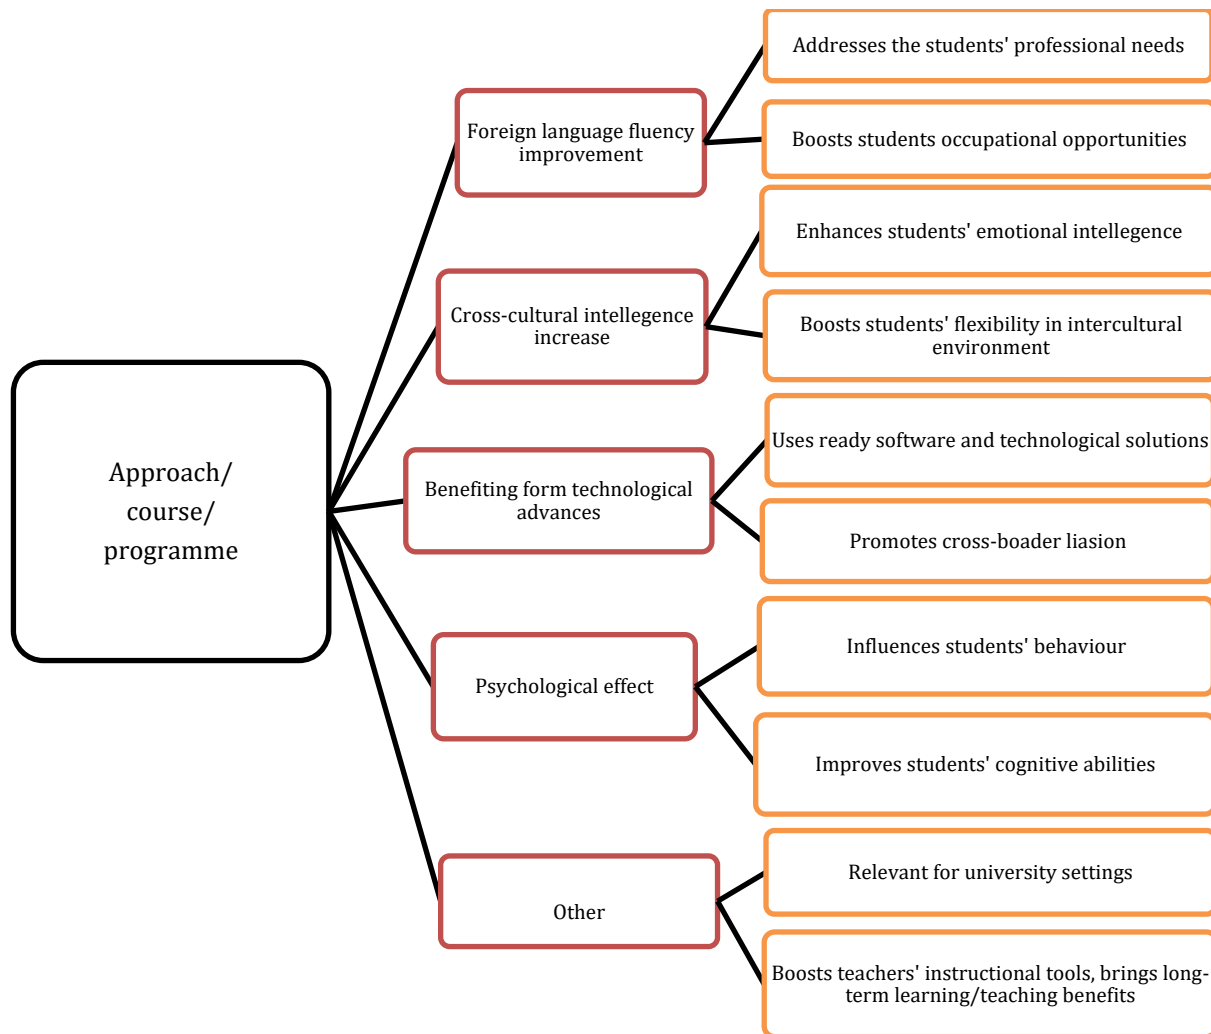 Approach/
course/
programme
Foreign language fluency
improvement
Addresses the students' professional needs
Boosts students occupational opportunities
Cross-cultural intellegence
increase
Enhances students' emotional intellegence
Boosts students' flexibility in intercultural
environment
Benefiting form technological
advances
Uses ready software and technological solutions
Promotes cross-boader liasion
Psychological effect
Influences students' behaviour
Improves students' cognitive abilities
Other
Relevant for university settings
Boosts teachers' instructional tools, brings long-
term learning/teaching benefits